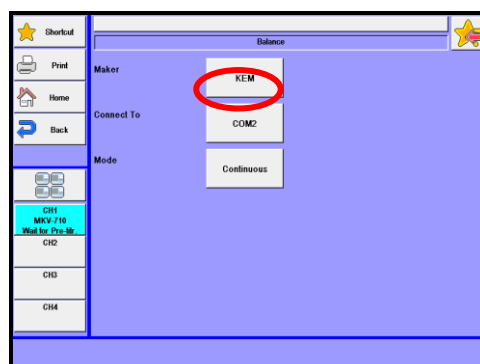 Shortcut
Balance
Print
Maker
KEM
Home
Connect To
COM2
Back
Mode
Continuous
CH1
MKV-710
Wait for Pre-titr.
CH2
CH3
CH4